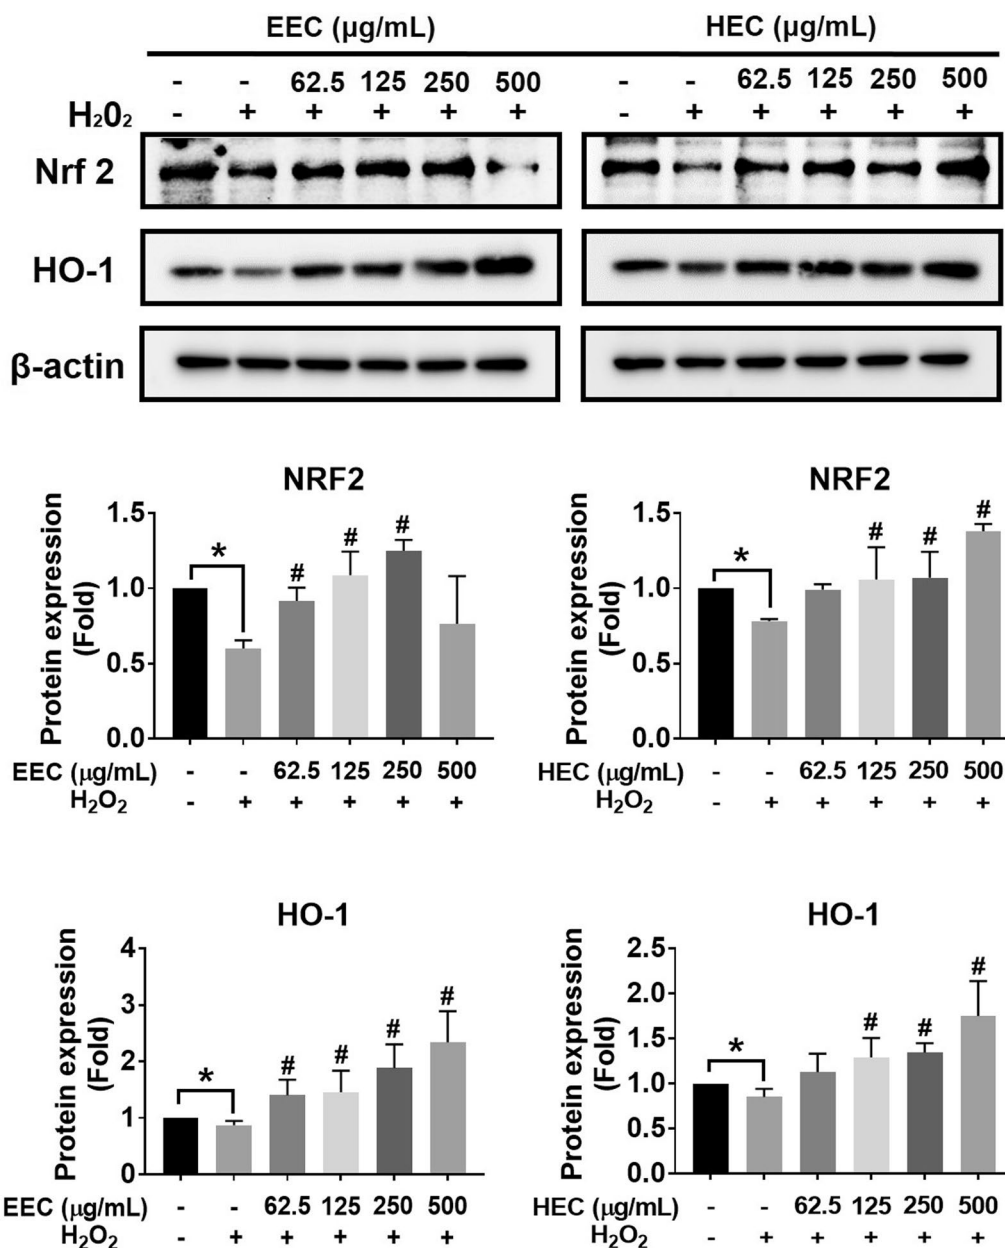 EEC (µg/mL) HEC (µg/mL)
- - 62.5 125 250 500 - - 62.5 125 250 500
H₂0₂ - + + + + + - + + + + +
Nrf 2
HO-1
β-actin
NRF2
Protein expression
(Fold)
1.5
1.0
0.5
0.0
* # # #
EEC (μg/mL) - - 62.5 125 250 500
H₂O₂ - + + + + +
NRF2
Protein expression
(Fold)
1.5
1.0
0.5
0.0
* # # #
HEC (μg/mL) - - 62.5 125 250 500
H₂O₂ - + + + + +
HO-1
Protein expression
(Fold)
4
3
2
1
0
* # # # #
EEC (μg/mL) - - 62.5 125 250 500
H₂O₂ - + + + + +
HO-1
Protein expression
(Fold)
2.5
2.0
1.5
1.0
0.5
0.0
* # # #
HEC (μg/mL) - - 62.5 125 250 500
H₂O₂ - + + + + +